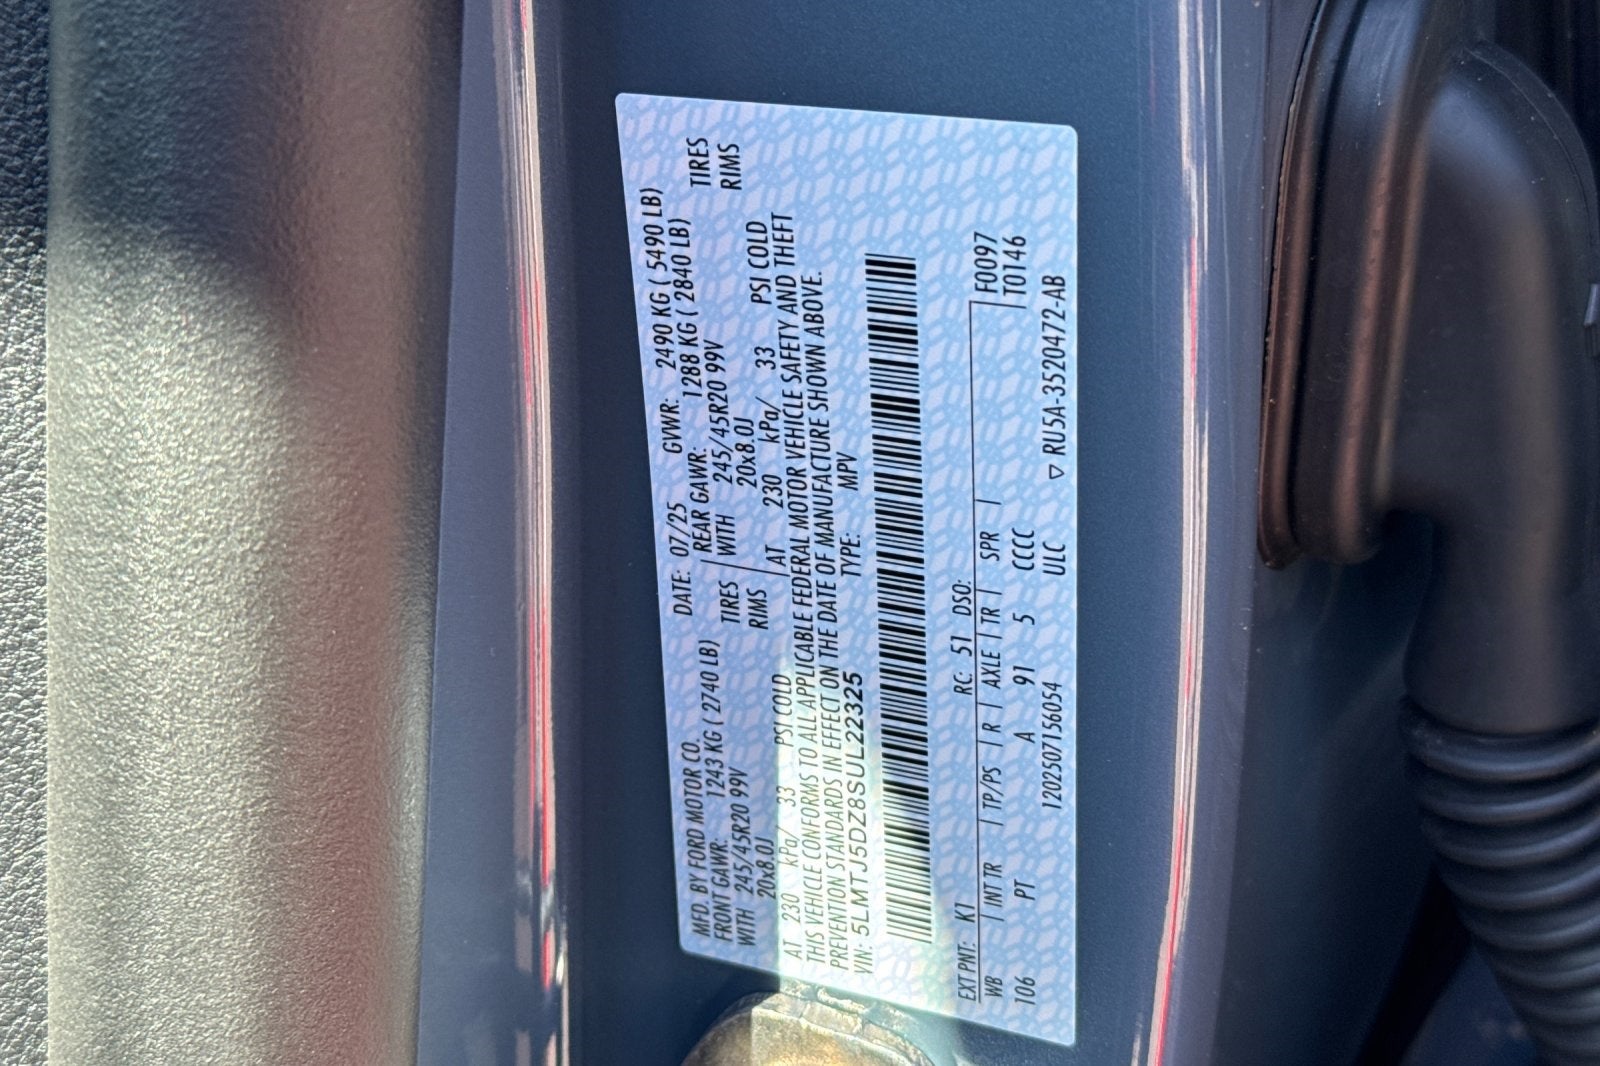 MFD. BY FORD MOTOR CO. DATE: 07/25 GVWR: 2490 KG ( 5490 LB)
FRONT GAWR: 1243 KG ( 2740 LB) REAR GAWR: 1288 KG ( 2840 LB)
WITH 245/45R20 99V TIRES WITH 245/45R20 99V TIRES
20x8.0J RIMS 20x8.0J RIMS
AT 230 kPa/ 33 PSI COLD AT 230 kPa/ 33 PSI COLD
THIS VEHICLE CONFORMS TO ALL APPLICABLE FEDERAL MOTOR VEHICLE SAFETY AND THEFT
PREVENTION STANDARDS IN EFFECT ON THE DATE OF MANUFACTURE SHOWN ABOVE.
VIN: 5LMTJ5DZ8SUL22325 TYPE: MPV
EXT PNT: K1 RC: 51 DSO: F0097
WB INT TR TP/PS R AXLE TR SPR T0146
106 PT A 91 5 CCCC
1202507156054 ULC ▽ RU5A-3520472-AB